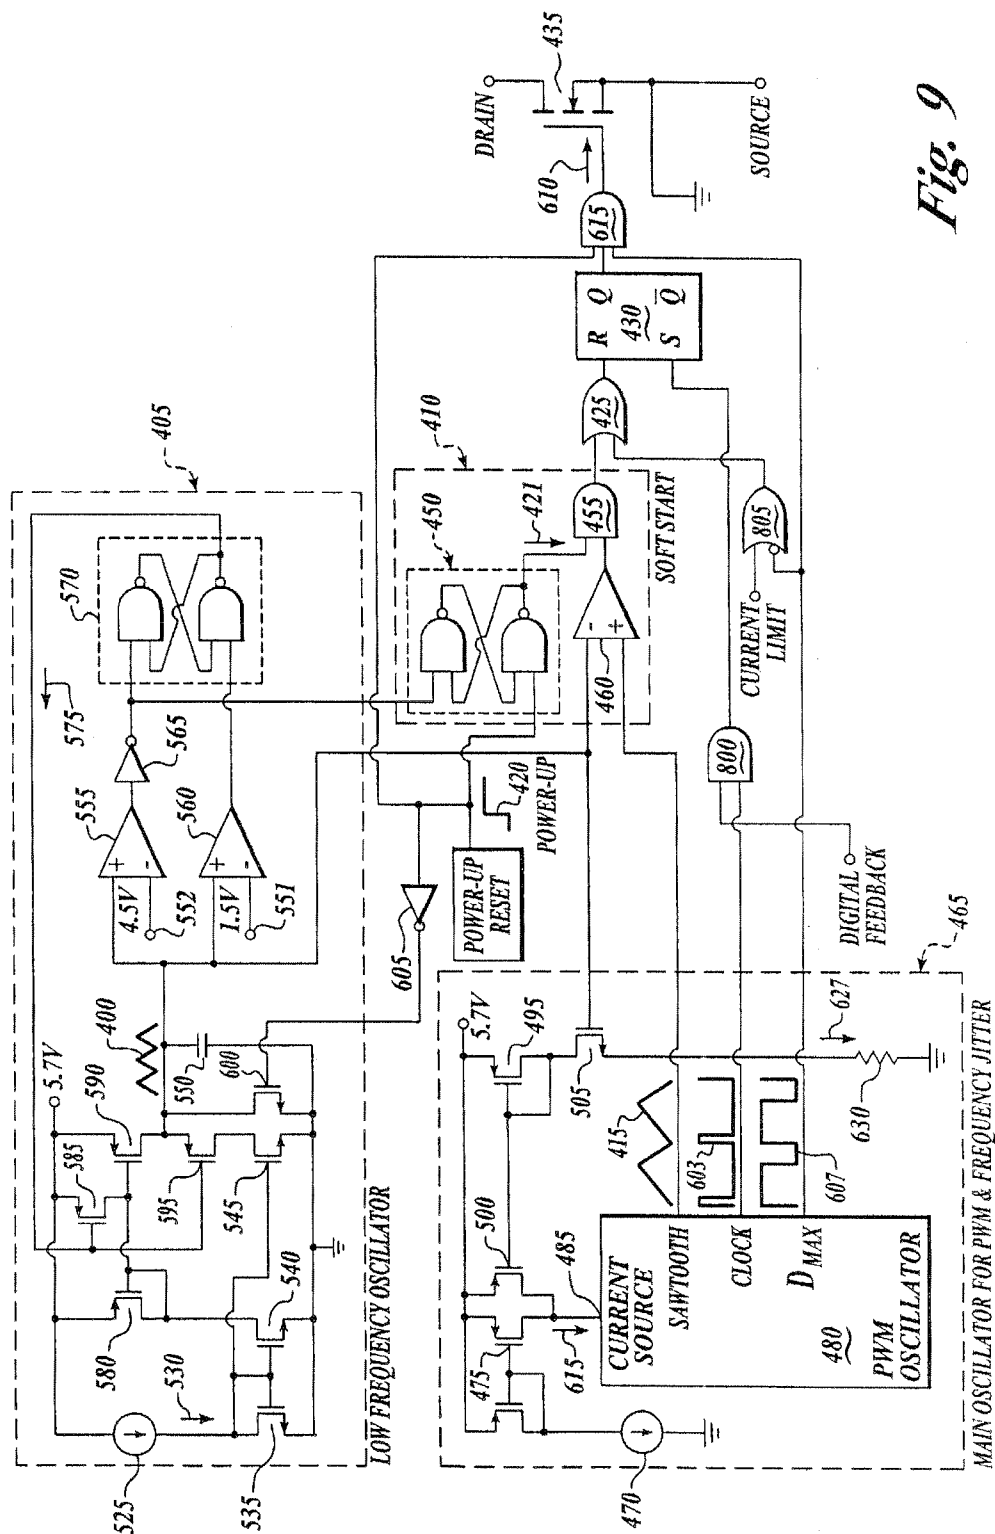 405
570
575
565
555
4.5V
552
560
1.5V
551
400
5.7V
590
585
595
550
600
545
540
580
530
525
535
LOW FREQUENCY OSCILLATOR
605
POWER-UP
RESET
420
POWER-UP
410
450
421
455
-
+
460
SOFT START
R
Q
430
S
Q̅
425
615
610
435
DRAIN
SOURCE
805
CURRENT
LIMIT
800
DIGITAL
FEEDBACK
465
5.7V
495
505
500
475
615
485
470
CURRENT
SOURCE
SAWTOOTH
CLOCK
DMAX
480
PWM
OSCILLATOR
415
603
607
627
630
MAIN OSCILLATOR FOR PWM & FREQUENCY JITTER
Fig. 9